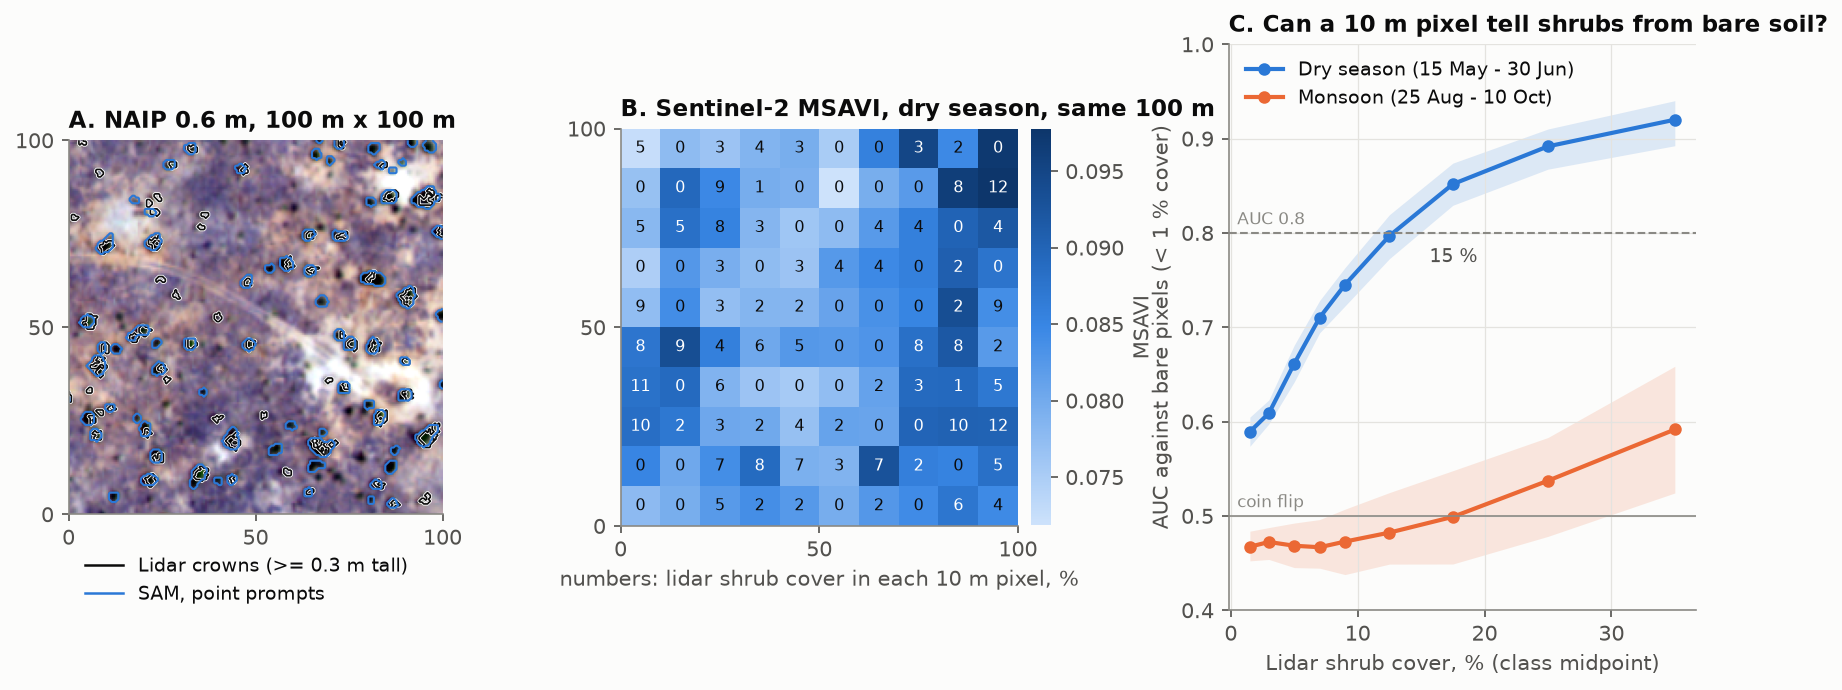 A. NAIP 0.6 m, 100 m x 100 m
100
50
0
0 50 100
Lidar crowns (>= 0.3 m tall)
SAM, point prompts
B. Sentinel-2 MSAVI, dry season, same 100 m
100
50
0
5 0 3 4 3 0 0 3 2 0
0 0 9 1 0 0 0 0 8 12
5 5 8 3 0 0 4 4 0 4
0 0 3 0 3 4 4 0 2 0
9 0 3 2 2 0 0 0 2 9
8 9 4 6 5 0 0 8 8 2
11 0 6 0 0 0 2 3 1 5
10 2 3 2 4 2 0 0 10 12
0 0 7 8 7 3 7 2 0 5
0 0 5 2 2 0 2 0 6 4
0 50 100
numbers: lidar shrub cover in each 10 m pixel, %
0.095
0.090
0.085
0.080
0.075
MSAVI
C. Can a 10 m pixel tell shrubs from bare soil?
Dry season (15 May - 30 Jun)
Monsoon (25 Aug - 10 Oct)
AUC against bare pixels (< 1 % cover)
1.0
0.9
0.8
0.7
0.6
0.5
0.4
AUC 0.8
15 %
coin flip
0 10 20 30
Lidar shrub cover, % (class midpoint)